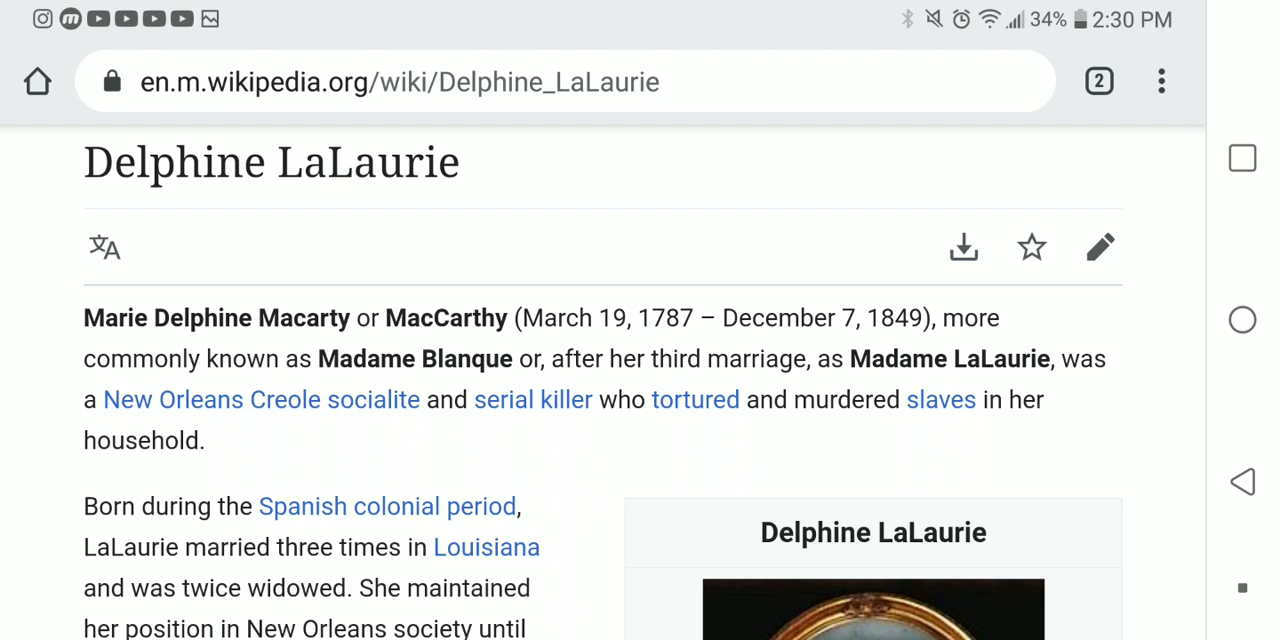 34% 2:30 PM
en.m.wikipedia.org/wiki/Delphine_LaLaurie
2
Delphine LaLaurie
文A
Marie Delphine Macarty or MacCarthy (March 19, 1787 – December 7, 1849), more
commonly known as Madame Blanque or, after her third marriage, as Madame LaLaurie, was
a New Orleans Creole socialite and serial killer who tortured and murdered slaves in her
household.
Born during the Spanish colonial period,
LaLaurie married three times in Louisiana
and was twice widowed. She maintained
her position in New Orleans society until
Delphine LaLaurie